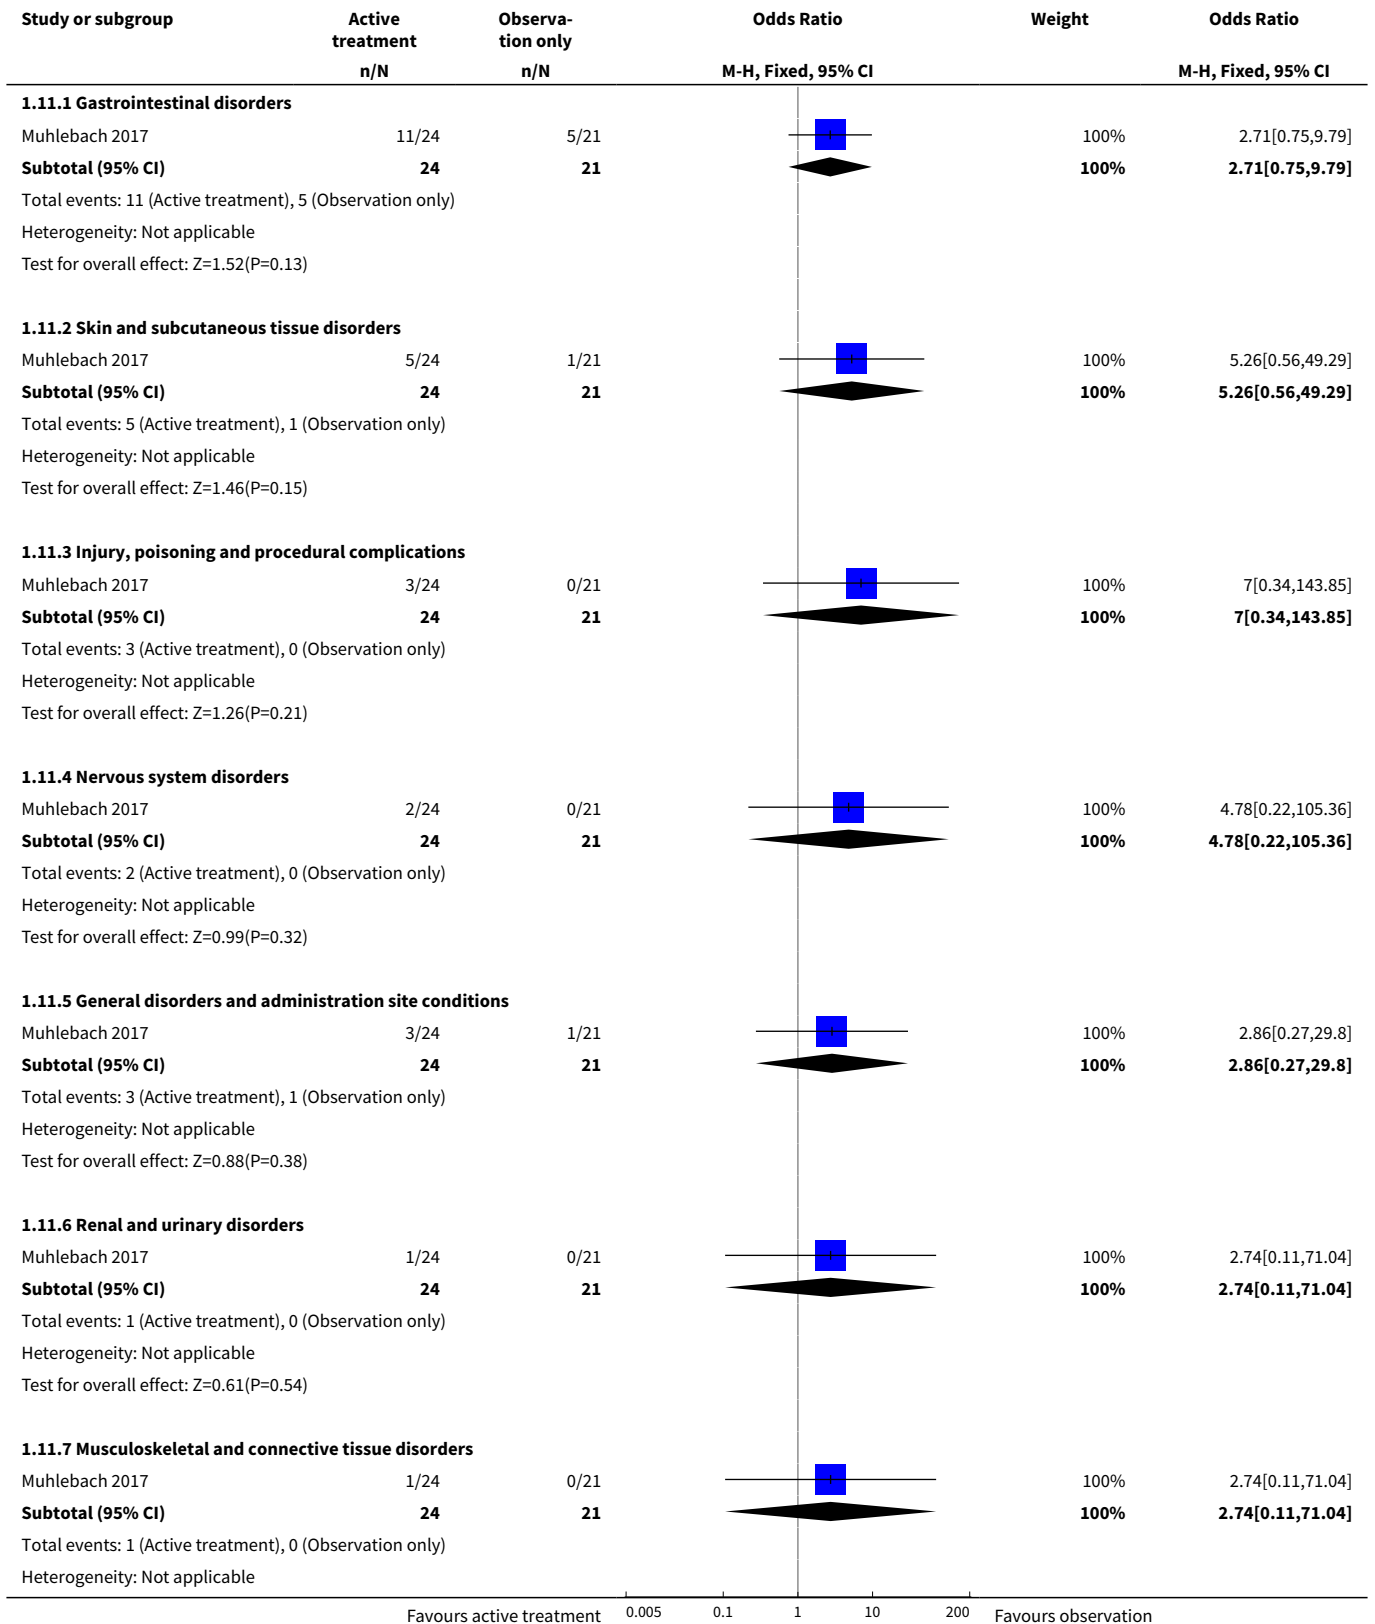 Study or subgroup Active treatment Observa-tion only Odds Ratio Weight Odds Ratio
n/N n/N M-H, Fixed, 95% CI M-H, Fixed, 95% CI
1.11.1 Gastrointestinal disorders
Muhlebach 2017 11/24 5/21 100% 2.71[0.75,9.79]
Subtotal (95% CI) 24 21 100% 2.71[0.75,9.79]
Total events: 11 (Active treatment), 5 (Observation only)
Heterogeneity: Not applicable
Test for overall effect: Z=1.52(P=0.13)
1.11.2 Skin and subcutaneous tissue disorders
Muhlebach 2017 5/24 1/21 100% 5.26[0.56,49.29]
Subtotal (95% CI) 24 21 100% 5.26[0.56,49.29]
Total events: 5 (Active treatment), 1 (Observation only)
Heterogeneity: Not applicable
Test for overall effect: Z=1.46(P=0.15)
1.11.3 Injury, poisoning and procedural complications
Muhlebach 2017 3/24 0/21 100% 7[0.34,143.85]
Subtotal (95% CI) 24 21 100% 7[0.34,143.85]
Total events: 3 (Active treatment), 0 (Observation only)
Heterogeneity: Not applicable
Test for overall effect: Z=1.26(P=0.21)
1.11.4 Nervous system disorders
Muhlebach 2017 2/24 0/21 100% 4.78[0.22,105.36]
Subtotal (95% CI) 24 21 100% 4.78[0.22,105.36]
Total events: 2 (Active treatment), 0 (Observation only)
Heterogeneity: Not applicable
Test for overall effect: Z=0.99(P=0.32)
1.11.5 General disorders and administration site conditions
Muhlebach 2017 3/24 1/21 100% 2.86[0.27,29.8]
Subtotal (95% CI) 24 21 100% 2.86[0.27,29.8]
Total events: 3 (Active treatment), 1 (Observation only)
Heterogeneity: Not applicable
Test for overall effect: Z=0.88(P=0.38)
1.11.6 Renal and urinary disorders
Muhlebach 2017 1/24 0/21 100% 2.74[0.11,71.04]
Subtotal (95% CI) 24 21 100% 2.74[0.11,71.04]
Total events: 1 (Active treatment), 0 (Observation only)
Heterogeneity: Not applicable
Test for overall effect: Z=0.61(P=0.54)
1.11.7 Musculoskeletal and connective tissue disorders
Muhlebach 2017 1/24 0/21 100% 2.74[0.11,71.04]
Subtotal (95% CI) 24 21 100% 2.74[0.11,71.04]
Total events: 1 (Active treatment), 0 (Observation only)
Heterogeneity: Not applicable
Favours active treatment 0.005 0.1 1 10 200 Favours observation